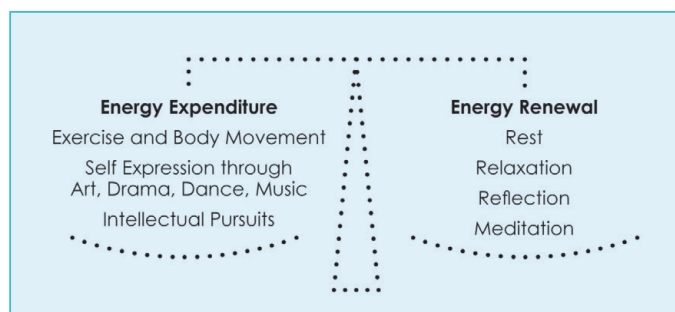 Energy Expenditure
Exercise and Body Movement
Self Expression through
Art, Drama, Dance, Music
Intellectual Pursuits
Energy Renewal
Rest
Relaxation
Reflection
Meditation